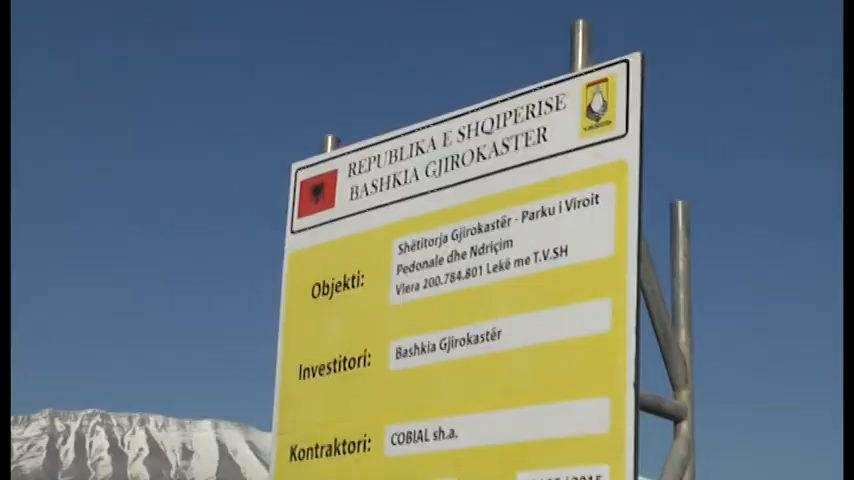 REPUBLIKA E SHQIPERISE
BASHKIA GJIROKASTER
Objekti:
Shëtitorja Gjirokastër - Parku i Viroit
Pedonale dhe Ndriçim
Vlera 200.784.801 Lekë me T.V.SH
Investitori:
Bashkia Gjirokastër
Kontraktori:
COBIAL sh.a.